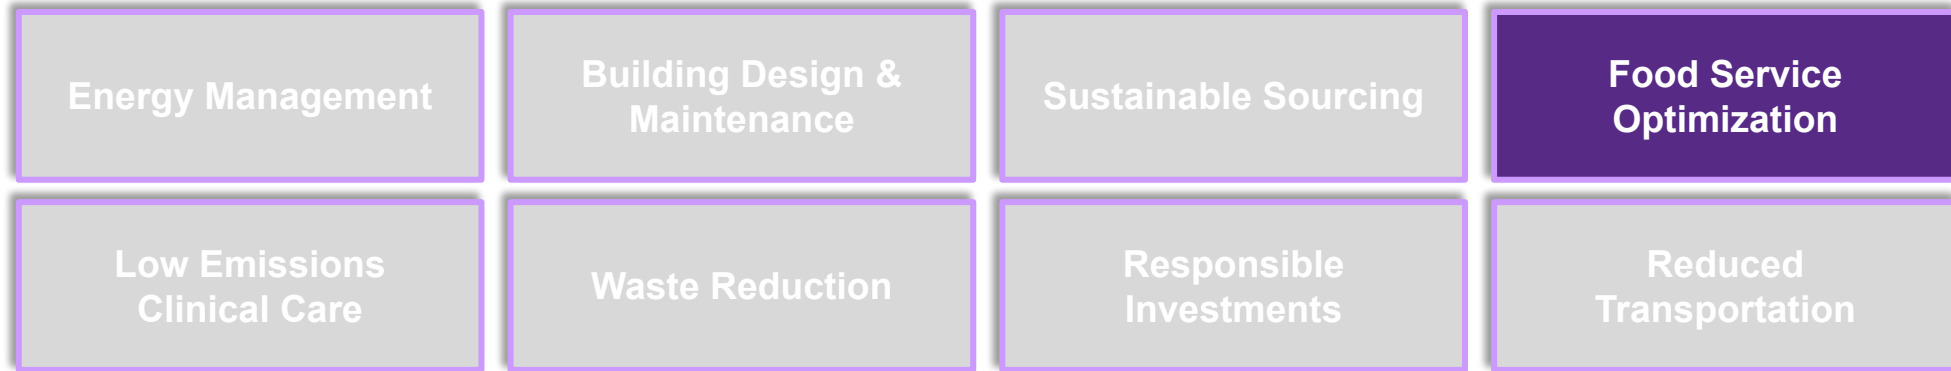 Energy Management
Building Design &
Maintenance
Sustainable Sourcing
Food Service
Optimization
Low Emissions
Clinical Care
Waste Reduction
Responsible
Investments
Reduced
Transportation